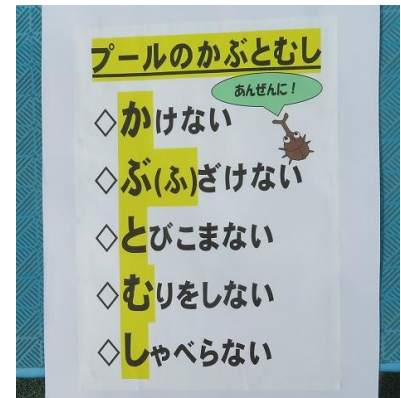 プールのかぶとむし
あんぜんに！
◇かけない
◇ぶ(ふ)ざけない
◇とびこまない
◇むりをしない
◇しゃべらない